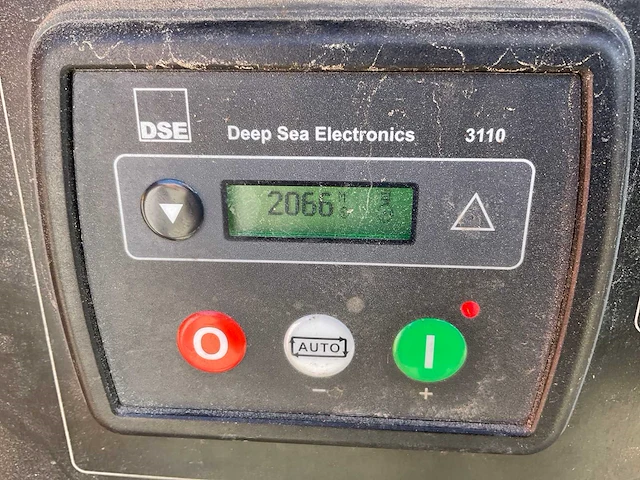 DSE
Deep Sea Electronics 3110
2066
O AUTO I
− +